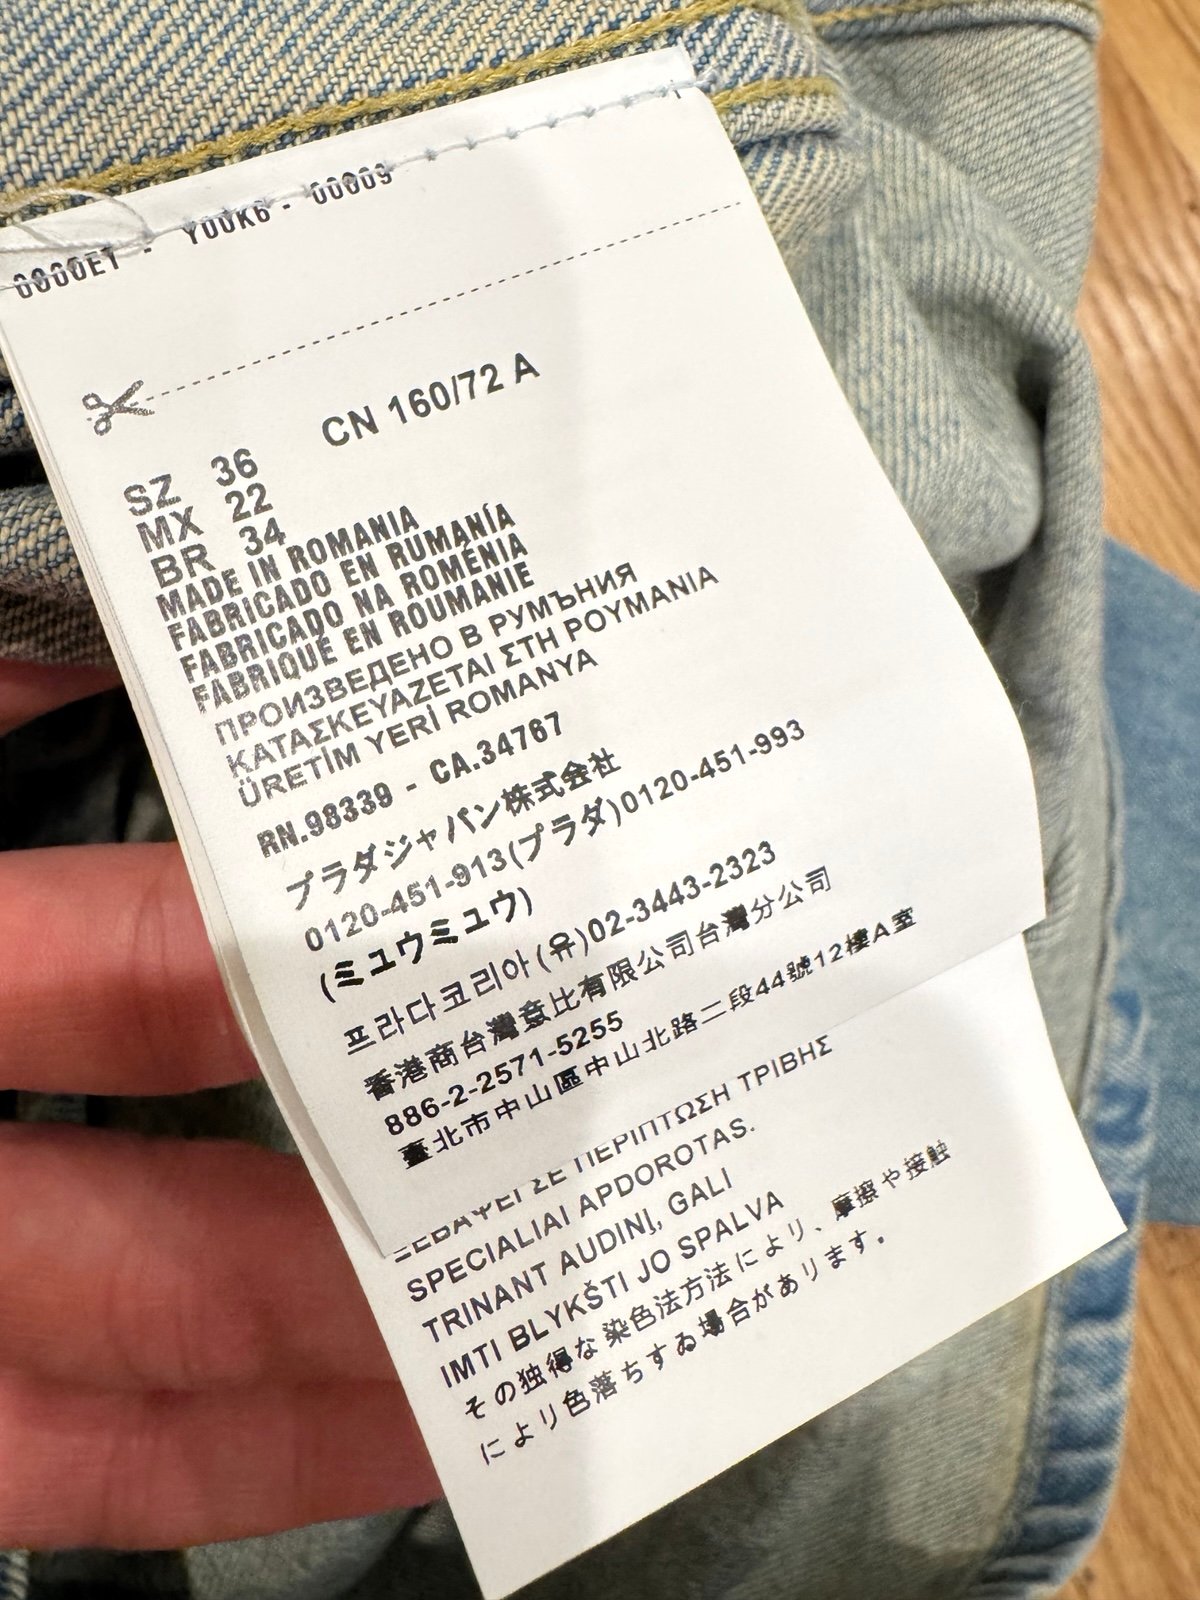 0000ET - Y00K6 - 00009
CN 160/72 A
SZ 36
MX 22
BR 34
MADE IN ROMANIA
FABRICADO EN RUMANÍA
FABRICADO NA ROMÉNIA
FABRIQUÉ EN ROUMANIE
ПРОИЗВЕДЕНО В РУМЪНИЯ
ΚΑΤΑΣΚΕΥΑΖΕΤΑΙ ΣΤΗ ΡΟΥΜΑΝΙΑ
ÜRETİM YERİ ROMANYA
RN.98339 - CA.34767
プラダジャパン株式会社
0120-451-913(プラダ)0120-451-993
(ミュウミュウ)
프라다코리아(유)02-3443-2323
香港商台灣意比有限公司台灣分公司
886-2-2571-5255
臺北市中山區中山北路二段44號12樓A室
ΞΕΒΑΨΕΙ ΣΕ ΠΕΡΙΠΤΩΣΗ ΤΡΙΒΗΣ
SPECIALIAI APDOROTAS.
TRINANT AUDINĮ, GALI
IMTI BLYKŠTI JO SPALVA
その独得な染色法方法により、摩擦や接触
により色落ちすゐ場合があリます.